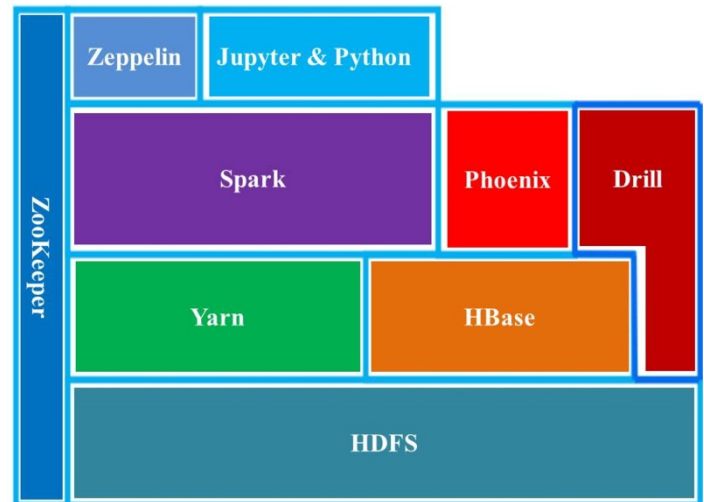 Zeppelin
Jupyter & Python
ZooKeeper
Spark
Phoenix
Drill
Yarn
HBase
HDFS